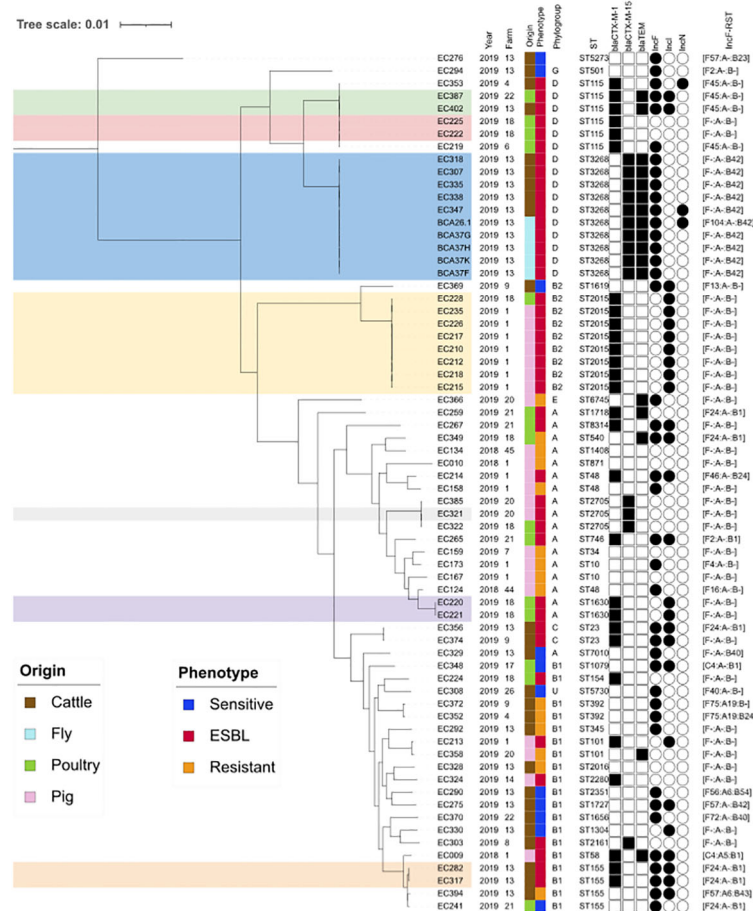 Tree scale: 0.01
Year Farm Origin Phenotype Phylogroup ST blaCTX-M-1 blaCTX-M-15 blaTEM IncF IncI IncN IncF-RST
EC276 2019 13 ST5273 [F57:A-:B23]
EC294 2019 13 G ST501 [F2:A-:B-]
EC353 2019 4 D ST115 [F45:A-:B-]
EC387 2019 22 D ST115 [F45:A-:B-]
EC402 2019 13 D ST115 [F45:A-:B-]
EC225 2019 18 D ST115 [F-:A-:B-]
EC222 2019 18 D ST115 [F-:A-:B-]
EC219 2019 6 D ST115 [F45:A-:B-]
EC318 2019 13 D ST3268 [F-:A-:B42]
EC307 2019 13 D ST3268 [F-:A-:B42]
EC335 2019 13 D ST3268 [F-:A-:B42]
EC338 2019 13 D ST3268 [F-:A-:B42]
EC347 2019 13 D ST3268 [F-:A-:B42]
BCA26.1 2019 13 D ST3268 [F104:A-:B42]
BCA37G 2019 13 D ST3268 [F-:A-:B42]
BCA37H 2019 13 D ST3268 [F-:A-:B42]
BCA37K 2019 13 D ST3268 [F-:A-:B42]
BCA37F 2019 13 D ST3268 [F-:A-:B42]
EC369 2019 9 B2 ST1619 [F13:A-:B-]
EC228 2019 18 B2 ST2015 [F-:A-:B-]
EC235 2019 1 B2 ST2015 [F-:A-:B-]
EC226 2019 1 B2 ST2015 [F-:A-:B-]
EC217 2019 1 B2 ST2015 [F-:A-:B-]
EC210 2019 1 B2 ST2015 [F-:A-:B-]
EC212 2019 1 B2 ST2015 [F-:A-:B-]
EC218 2019 1 B2 ST2015 [F-:A-:B-]
EC215 2019 1 B2 ST2015 [F-:A-:B-]
EC366 2019 20 E ST6745 [F-:A-:B-]
EC259 2019 21 A ST1718 [F24:A-:B1]
EC267 2019 21 A ST8314 [F-:A-:B-]
EC349 2019 18 A ST540 [F24:A-:B1]
EC134 2018 45 A ST1408 [F-:A-:B-]
EC010 2018 1 A ST871 [F-:A-:B-]
EC214 2019 1 A ST48 [F46:A-:B24]
EC158 2019 1 A ST48 [F-:A-:B-]
EC385 2019 20 A ST2705 [F-:A-:B-]
EC321 2019 20 A ST2705 [F-:A-:B-]
EC322 2019 18 A ST2705 [F-:A-:B-]
EC265 2019 21 A ST746 [F2:A-:B1]
EC159 2019 7 A ST34 [F-:A-:B-]
EC173 2019 1 A ST10 [F4:A-:B-]
EC167 2019 1 A ST10 [F-:A-:B-]
EC124 2018 44 A ST48 [F16:A-:B-]
EC220 2019 18 A ST1630 [F-:A-:B-]
EC221 2019 18 A ST1630 [F-:A-:B-]
EC356 2019 13 C ST23 [F24:A-:B1]
EC374 2019 9 C ST23 [F-:A-:B-]
EC329 2019 13 A ST7010 [F-:A-:B40]
EC348 2019 17 B1 ST1079 [C4:A-:B1]
EC224 2019 18 B1 ST154 [F-:A-:B-]
EC308 2019 26 U ST5730 [F40:A-:B-]
EC372 2019 9 B1 ST392 [F75:A19:B-]
EC352 2019 4 B1 ST392 [F75:A19:B24
EC292 2019 13 B1 ST345 [F-:A-:B-]
EC213 2019 1 B1 ST101 [F-:A-:B-]
EC358 2019 20 B1 ST101 [F-:A-:B-]
EC328 2019 13 B1 ST2016 [F-:A-:B-]
EC324 2019 14 B1 ST2280 [F-:A-:B-]
EC290 2019 13 B1 ST2351 [F56:A6:B54]
EC275 2019 13 B1 ST1727 [F57:A-:B42]
EC370 2019 22 B1 ST1656 [F72:A-:B40]
EC330 2019 13 B1 ST1304 [F-:A-:B-]
EC303 2019 8 B1 ST2161 [F-:A-:B-]
EC009 2018 1 B1 ST58 [C4:A5:B1]
EC282 2019 13 B1 ST155 [F24:A-:B1]
EC317 2019 13 B1 ST155 [F24:A-:B1]
EC394 2019 13 B1 ST155 [F57:A6:B43]
EC241 2019 21 B1 ST155 [F24:A-:B1]
Origin
Cattle
Fly
Poultry
Pig
Phenotype
Sensitive
ESBL
Resistant